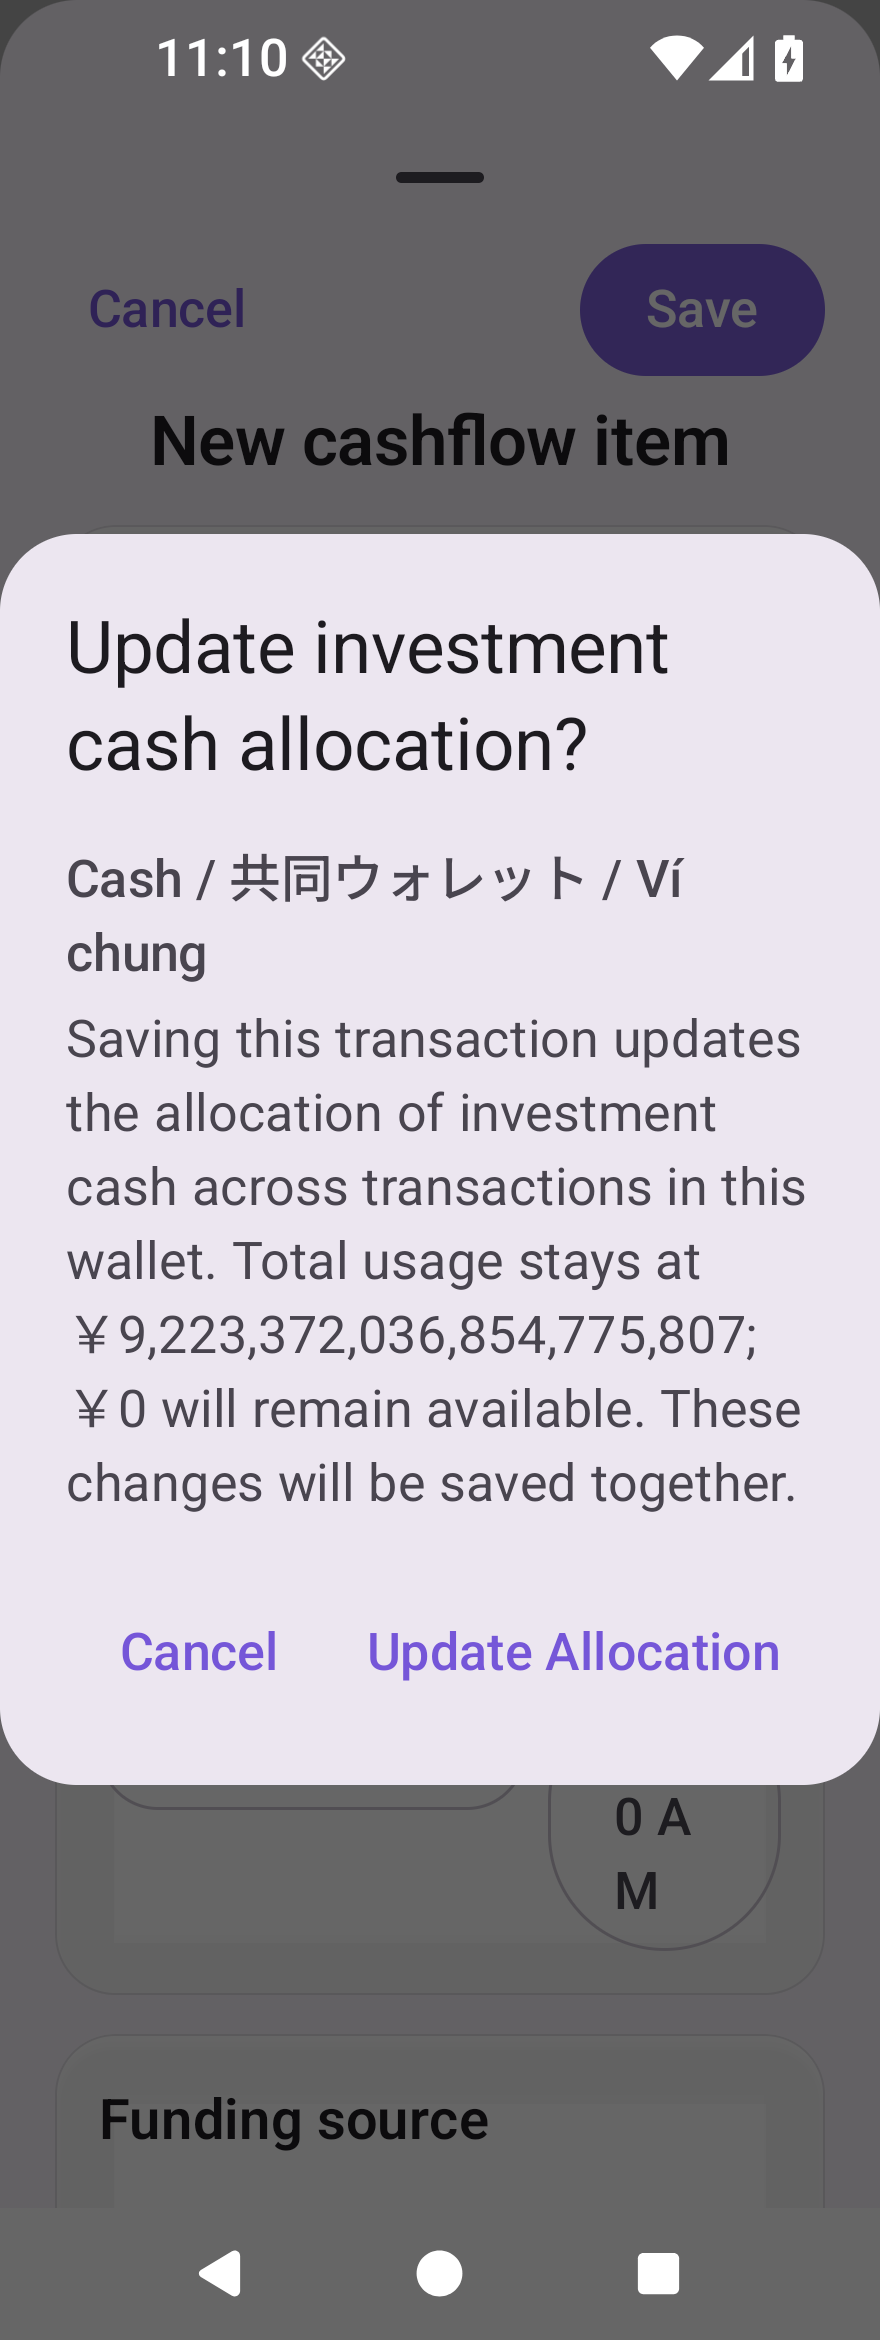 11:10
Cancel
Save
New cashflow item
Update investment
cash allocation?
Cash / 共同ウォレット / Ví
chung
Saving this transaction updates
the allocation of investment
cash across transactions in this
wallet. Total usage stays at
￥9,223,372,036,854,775,807;
￥0 will remain available. These
changes will be saved together.
Cancel
Update Allocation
0 A
M
Funding source